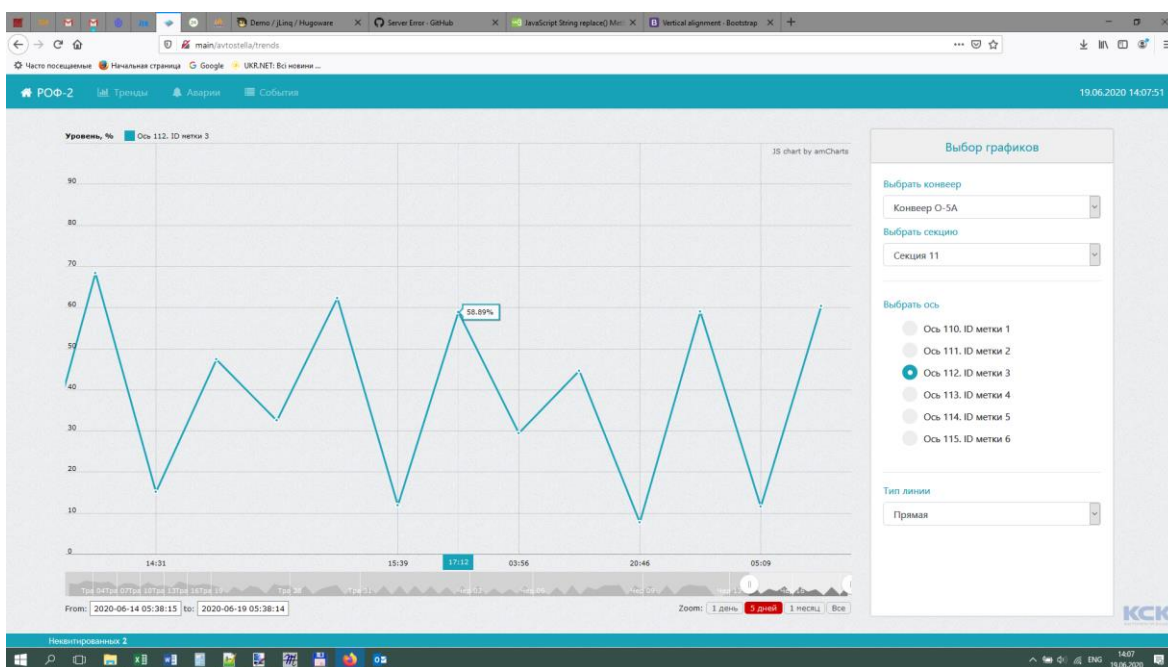 Demo / jLinq / Hugoware
Server Error · GitHub
JavaScript String replace() Met
Vertical alignment · Bootstrap
main/avtostella/trends
Часто посещаемые
Начальная страница
Google
UKR.NET: Всі новини ...
РОФ-2
Тренды
Аварии
События
19.06.2020 14:07:51
Уровень, %
Ось 112. ID метки 3
JS chart by amCharts
90
80
70
60
50
40
30
20
10
0
58.89%
14:31
15:39
17:12
03:56
20:46
05:09
From: 2020-06-14 05:38:15 to: 2020-06-19 05:38:14
Zoom: 1 день 5 дней 1 месяц Все
Выбор графиков
Выбрать конвеер
Конвеер О-5А
Выбрать секцию
Секция 11
Выбрать ось
Ось 110. ID метки 1
Ось 111. ID метки 2
Ось 112. ID метки 3
Ось 113. ID метки 4
Ось 114. ID метки 5
Ось 115. ID метки 6
Тип линии
Прямая
КСК
Неквитированных 2
ENG
14:07
19.06.2020